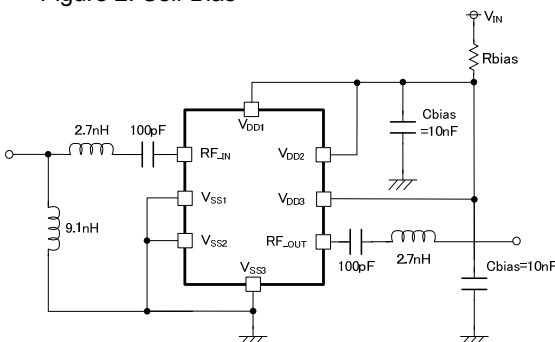 Figure 2. Self Bias
VIN
Rbias
Cbias
=10nF
VDD1
2.7nH
100pF
RF_IN
VDD2
9.1nH
VSS1
VDD3
VSS2
RF_OUT
100pF
2.7nH
VSS3
Cbias=10nF